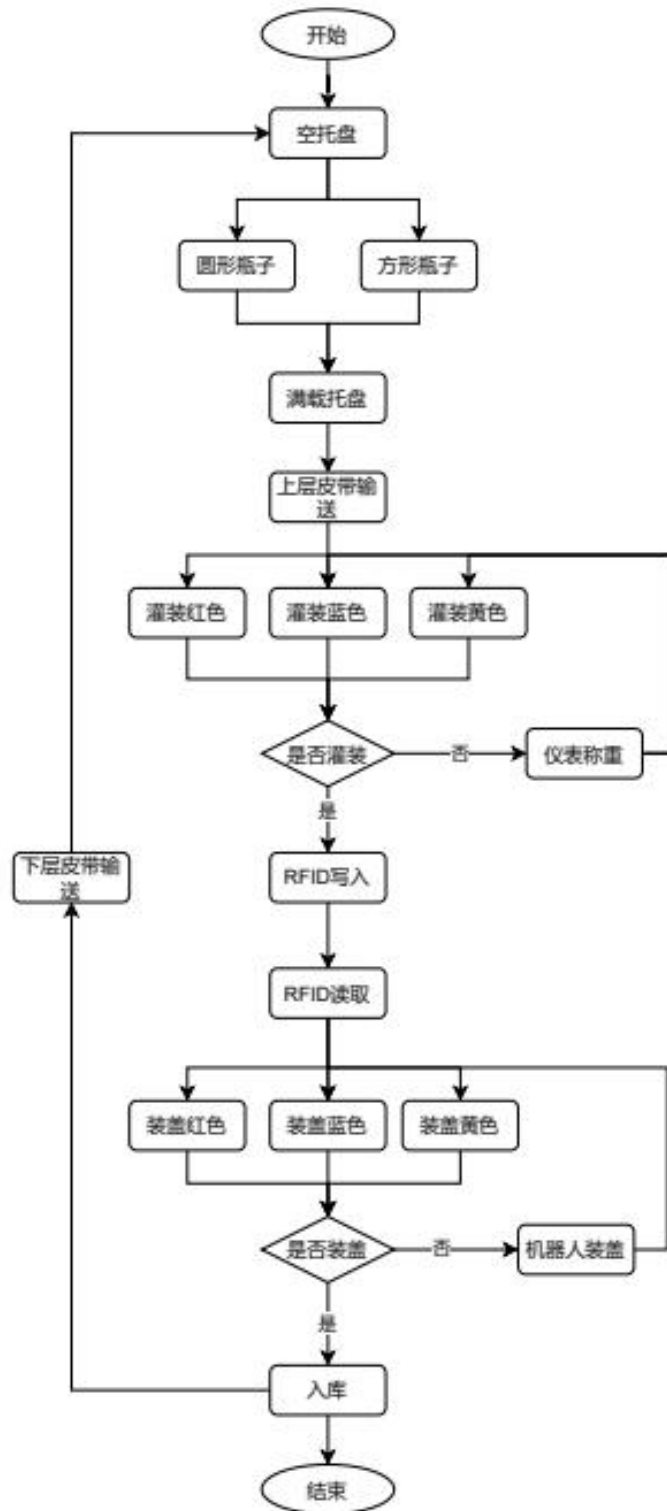 开始
空托盘
圆形瓶子
方形瓶子
满载托盘
上层皮带输
送
灌装红色
灌装蓝色
灌装黄色
是否灌装
否
仪表称重
是
下层皮带输
送
RFID写入
RFID读取
装盖红色
装盖蓝色
装盖黄色
是否装盖
否
机器人装盖
是
入库
结束